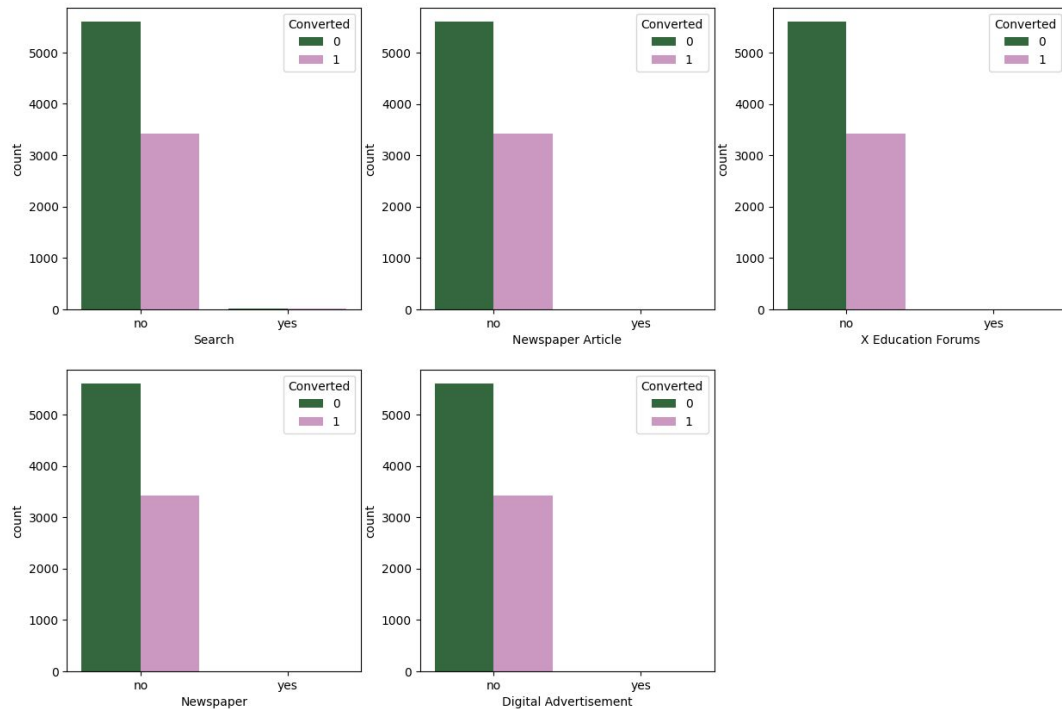 Converted
0
1
5000
4000
3000
2000
1000
0
count
no yes
Search
Converted
0
1
5000
4000
3000
2000
1000
0
count
no yes
Newspaper Article
Converted
0
1
5000
4000
3000
2000
1000
0
count
no yes
X Education Forums
Converted
0
1
5000
4000
3000
2000
1000
0
count
no yes
Newspaper
Converted
0
1
5000
4000
3000
2000
1000
0
count
no yes
Digital Advertisement